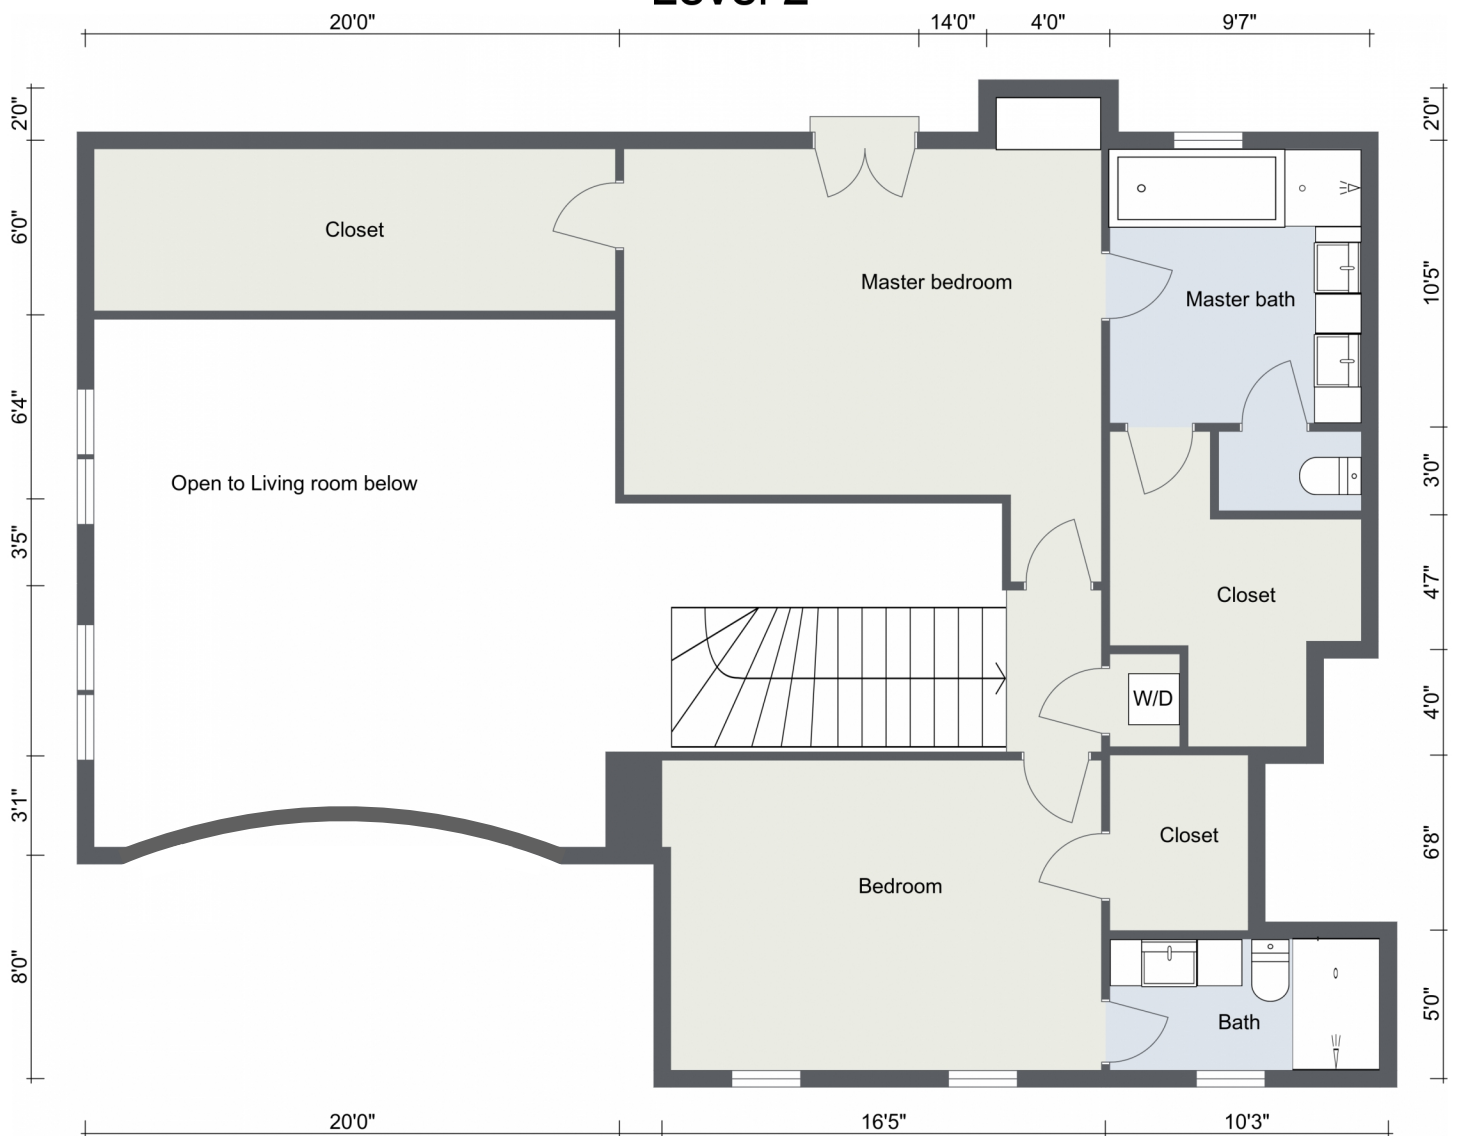 Level 2
20'0"
14'0"
4'0"
9'7"
2'0"
2'0"
6'0"
Closet
Master bedroom
10'5"
Master bath
6'4"
3'0"
Open to Living room below
3'5"
4'7"
Closet
W/D
4'0"
3'1"
Closet
6'8"
Bedroom
8'0"
5'0"
Bath
20'0"
16'5"
10'3"